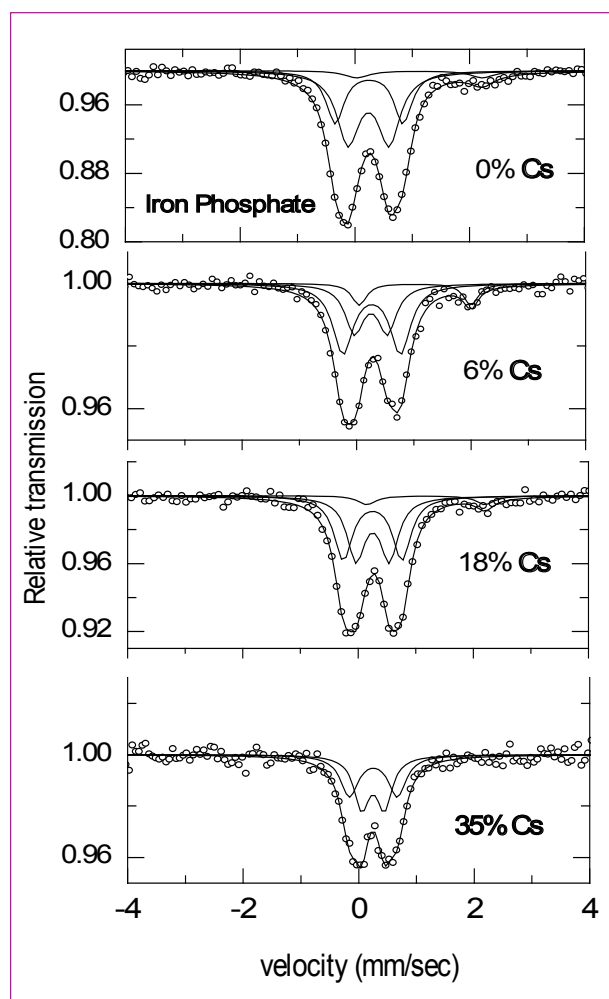 0.96
0.88
0.80
0% Cs
Iron Phosphate
1.00
0.96
6% Cs
1.00
0.96
0.92
18% Cs
1.00
0.96
35% Cs
-4 -2 0 2 4
Relative transmission
velocity (mm/sec)